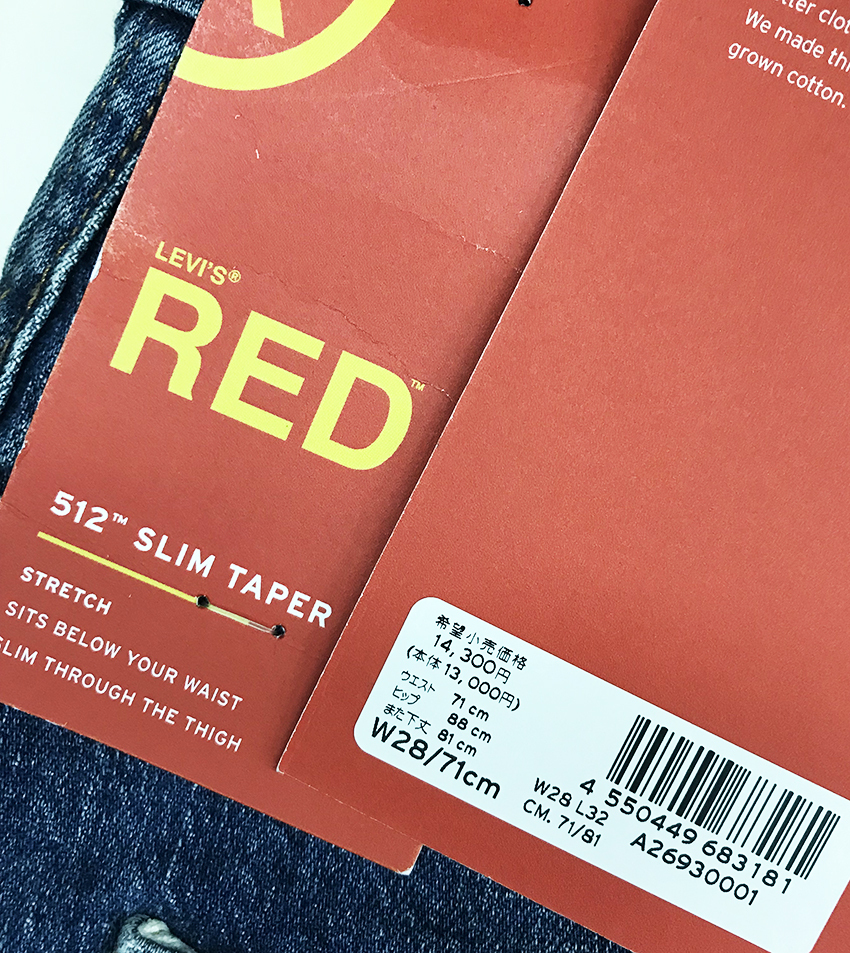 LEVI'S®
RED™
512™ SLIM TAPER
STRETCH
SITS BELOW YOUR WAIST
SLIM THROUGH THE THIGH
We made
grown cotton.
希望小売価格
14,300円
(本体13,000円)
ウエスト 71 cm
ヒップ 88 cm
また下丈 81 cm
W28/71cm
W28 L32
CM. 71/81
4 550449 683181
A26930001